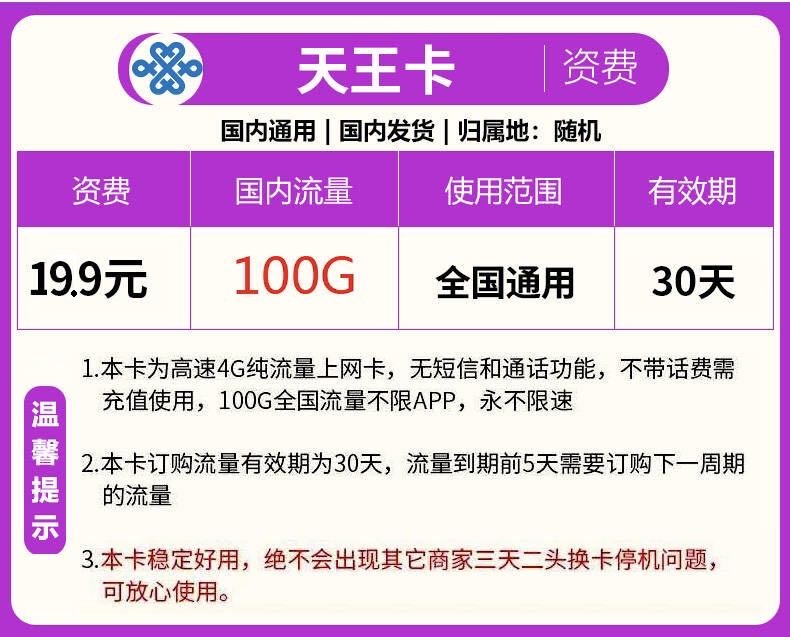 天王卡 资费
国内通用 | 国内发货 | 归属地：随机
资费 国内流量 使用范围 有效期
19.9元 100G 全国通用 30天
温馨提示
1.本卡为高速4G纯流量上网卡，无短信和通话功能，不带话费需
充值使用，100G全国流量不限APP，永不限速
2.本卡订购流量有效期为30天，流量到期前5天需要订购下一周期
的流量
3.本卡稳定好用，绝不会出现其它商家三天二头换卡停机问题，
可放心使用。